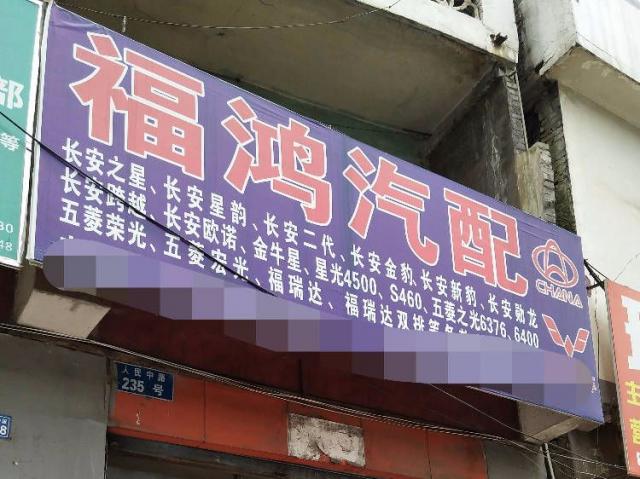 福鸿汽配
长安之星、长安星韵、长安二代、长安金豹、长安新豹、长安勋龙
长安跨越、长安欧诺、金牛星、星光4500、S460、五菱之光6376、6400
五菱荣光、五菱宏光、福瑞达、福瑞达双排等
CHANA
人民中路
235号
部
等